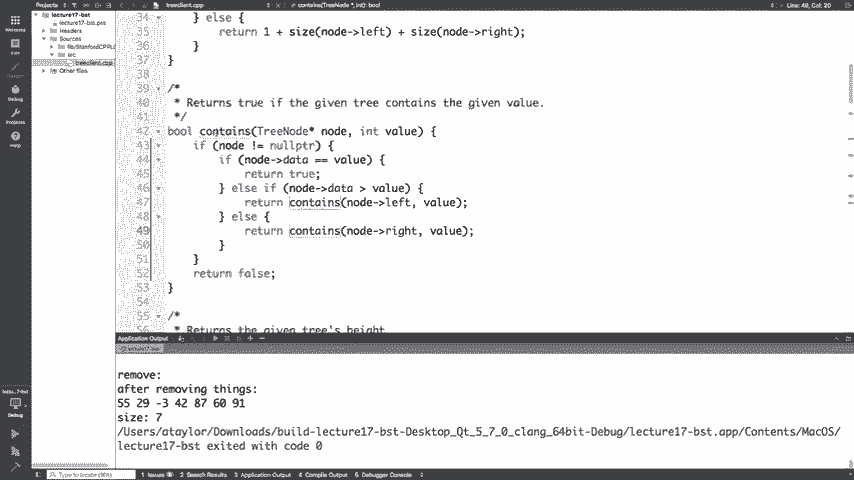 Projects
treeclient.cpp
contains(TreeNode *, int): bool
Line: 49, Col: 20
lecture17-bst
lecture17-bst.pro
Headers
Sources
lib/StanfordCPPLi
src
treeclient.cpp
Other files
Welcome
Edit
Design
Debug
Projects
Help
34 } else {
35 return 1 + size(node->left) + size(node->right);
36 }
37 }
38
39 /*
40 * Returns true if the given tree contains the given value.
41 */
42 bool contains(TreeNode* node, int value) {
43 if (node != nullptr) {
44 if (node->data == value) {
45 return true;
46 } else if (node->data > value) {
47 return contains(node->left, value);
48 } else {
49 return contains(node->right, value);
50 }
51 }
52 return false;
53 }
54
55 /*
56 * Returns the given tree's height
Application Output
lecture17-bst
remove:
after removing things:
55 29 -3 42 87 60 91
size: 7
/Users/ataylor/Downloads/build-lecture17-bst-Desktop_Qt_5_7_0_clang_64bit-Debug/lecture17-bst.app/Contents/MacOS/
lecture17-bst exited with code 0
Debug
Type to locate (⌘K)
1 Issues
2 Search Results
3 Application Output
4 Compile Output
5 Debugger Console